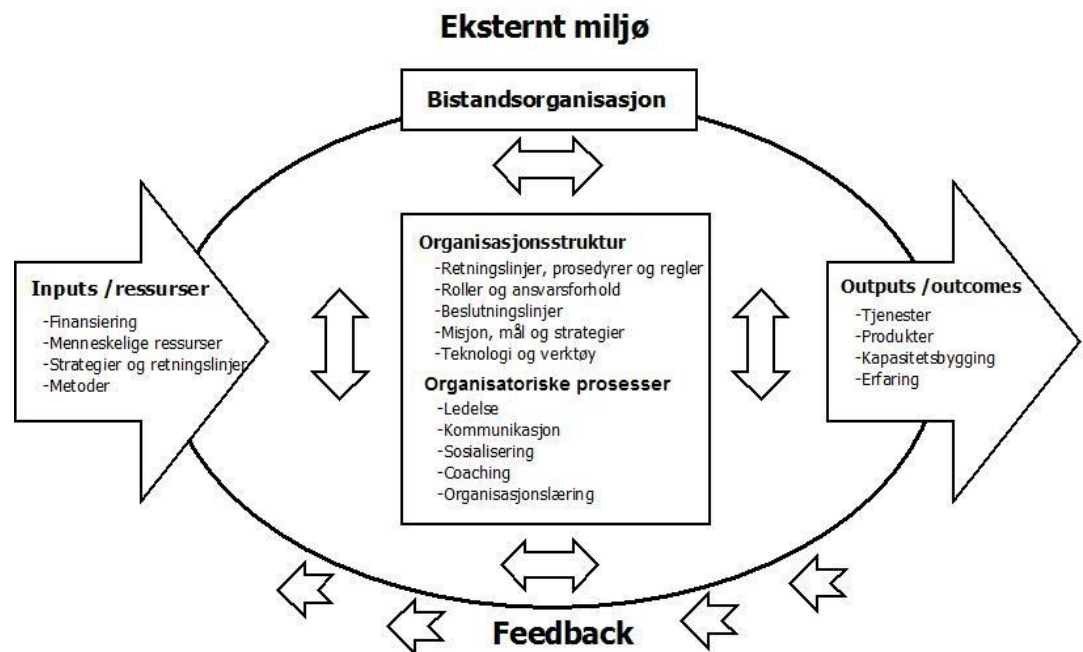 Eksternt miljø
Bistandsorganisasjon
Inputs /ressurser
-Finansiering
-Menneskelige ressurser
-Strategier og retningslinjer
-Metoder
Organisasjonsstruktur
-Retningslinjer, prosedyrer og regler
-Roller og ansvarsforhold
-Beslutningslinjer
-Misjon, mål og strategier
-Teknologi og verktøy
Organisatoriske prosesser
-Ledelse
-Kommunikasjon
-Sosialisering
-Coaching
-Organisasjonslæring
Outputs /outcomes
-Tjenester
-Produkter
-Kapasitetsbygging
-Erfaring
Feedback